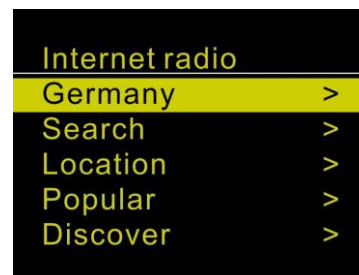 Internet radio
Germany >
Search >
Location >
Popular >
Discover >